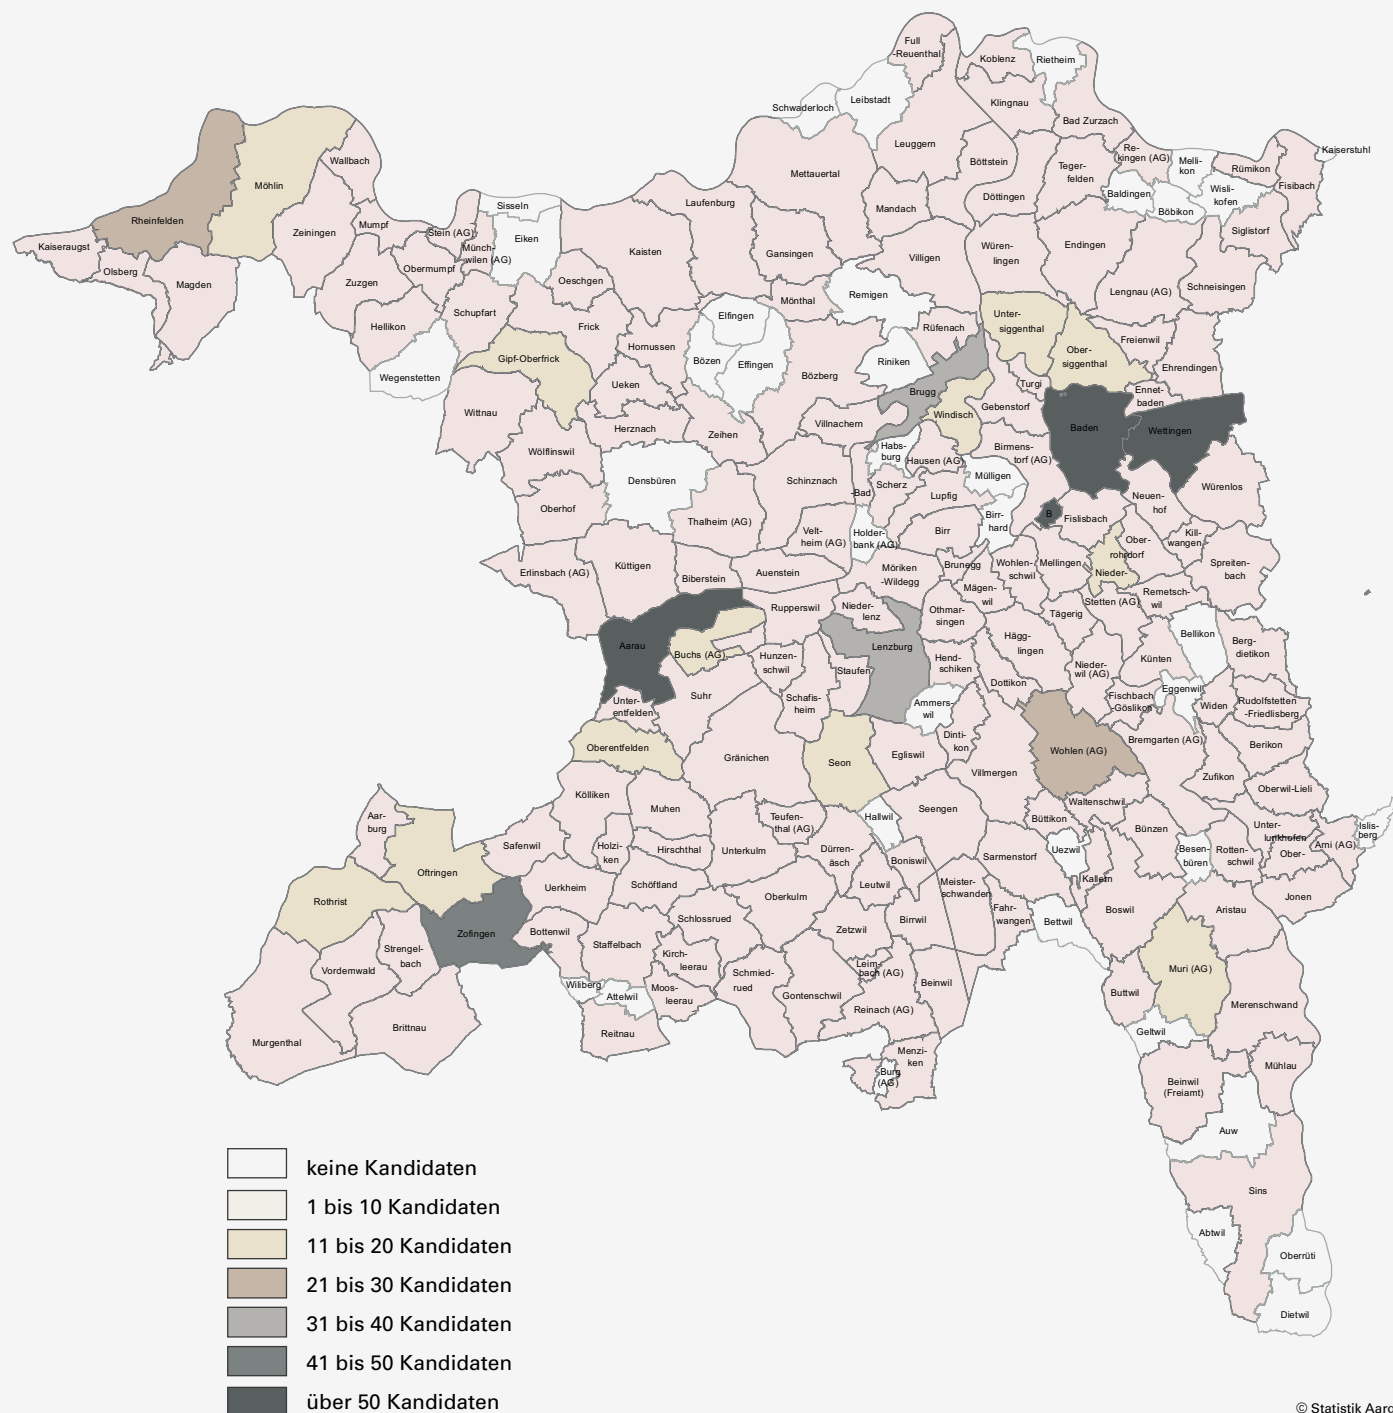 Full
-Reuenthal
Koblenz
Rietheim
Leibstadt
Schwaderloch
Klingnau
Bad Zurzach
Leuggern
Böttstein
Re-
kingen (AG)
Melli-
kon
Rümikon
Kaiserstuhl
Fisibach
Wallbach
Möhlin
Mettauertal
Teger-
felden
Baldingen
Böbikon
Wisli-
kofen
Siglistorf
Rheinfelden
Laufenburg
Mandach
Döttingen
Sisseln
Kaiseraugst
Zeiningen
Mumpf
Stein (AG)
Eiken
Münch-
wilen (AG)
Kaisten
Gansingen
Villigen
Würen-
lingen
Endingen
Olsberg
Magden
Zuzgen
Obermumpf
Oeschgen
Mönthal
Remigen
Lengnau (AG)
Schneisingen
Hellikon
Schupfart
Frick
Elfingen
Rüfenach
Unter-
siggenthal
Freienwil
Gipf-Oberfrick
Hornussen
Bözen
Effingen
Riniken
Ober-
siggenthal
Ehrendingen
Wegenstetten
Ueken
Bözberg
Brugg
Turgi
Ennet-
baden
Wittnau
Herznach
Zeihen
Villnachern
Windisch
Gebenstorf
Baden
Wettingen
Wölflinswil
Habs-
burg
Hausen (AG)
Birmens-
torf (AG)
Densbüren
Schinznach
-Bad
Scherz
Lupfig
Mülligen
Neuen-
hof
Würenlos
Oberhof
Thalheim (AG)
Velt-
heim (AG)
Holder-
bank (AG)
Birr
Birr-
hard
B
Fislisbach
Ober-
rohrdorf
Kill-
wangen
Erlinsbach (AG)
Küttigen
Biberstein
Auenstein
Möriken
-Wildegg
Brunegg
Wohlen-
schwil
Mellingen
Nieder-
Spreiten-
bach
Mägen-
wil
Rupperswil
Nieder-
lenz
Othmar-
singen
Tägerig
Stetten (AG)
Remetsch-
wil
Aarau
Buchs (AG)
Hunzen-
schwil
Staufen
Lenzburg
Hend-
schiken
Hägg-
lingen
Nieder-
wil (AG)
Künten
Bellikon
Berg-
dietikon
Unter-
entfelden
Suhr
Schafis-
heim
Ammers-
wil
Dottikon
Fischbach
-Göslikon
Eggenwil
Widen
Rudolfstetten
-Friedlisberg
Oberentfelden
Gränichen
Seon
Egliswil
Dinti-
kon
Wohlen (AG)
Bremgarten (AG)
Berikon
Villmergen
Zufikon
Oberwil-Lieli
Kölliken
Muhen
Teufen-
thal (AG)
Hallwil
Seengen
Büttikon
Waltenschwil
Bünzen
Aar-
burg
Safenwil
Holzi-
ken
Hirschthal
Unterkulm
Dürren-
äsch
Boniswil
Sarmenstorf
Uezwil
Besen-
büren
Rotten-
schwil
Unter-
lunkhofen
Ober-
Arni (AG)
Islis-
berg
Oftringen
Uerkheim
Schöftland
Oberkulm
Leutwil
Meister-
schwanden
Kallern
Jonen
Rothrist
Zofingen
Bottenwil
Staffelbach
Schlossrued
Zetzwil
Birrwil
Fahr-
wangen
Bettwil
Boswil
Aristau
Strengel-
bach
Vordemwald
Kirch-
leerau
Schmied-
rued
Leim-
bach (AG)
Muri (AG)
Wiliberg
Attelwil
Moos-
leerau
Gontenschwil
Beinwil
Buttwil
Merenschwand
Murgenthal
Brittnau
Reitnau
Reinach (AG)
Geltwil
Menzi-
ken
Burg
(AG)
Beinwil
(Freiamt)
Mühlau
Auw
Sins
Abtwil
Oberrüti
Dietwil
keine Kandidaten
1 bis 10 Kandidaten
11 bis 20 Kandidaten
21 bis 30 Kandidaten
31 bis 40 Kandidaten
41 bis 50 Kandidaten
über 50 Kandidaten
© Statistik Aarg